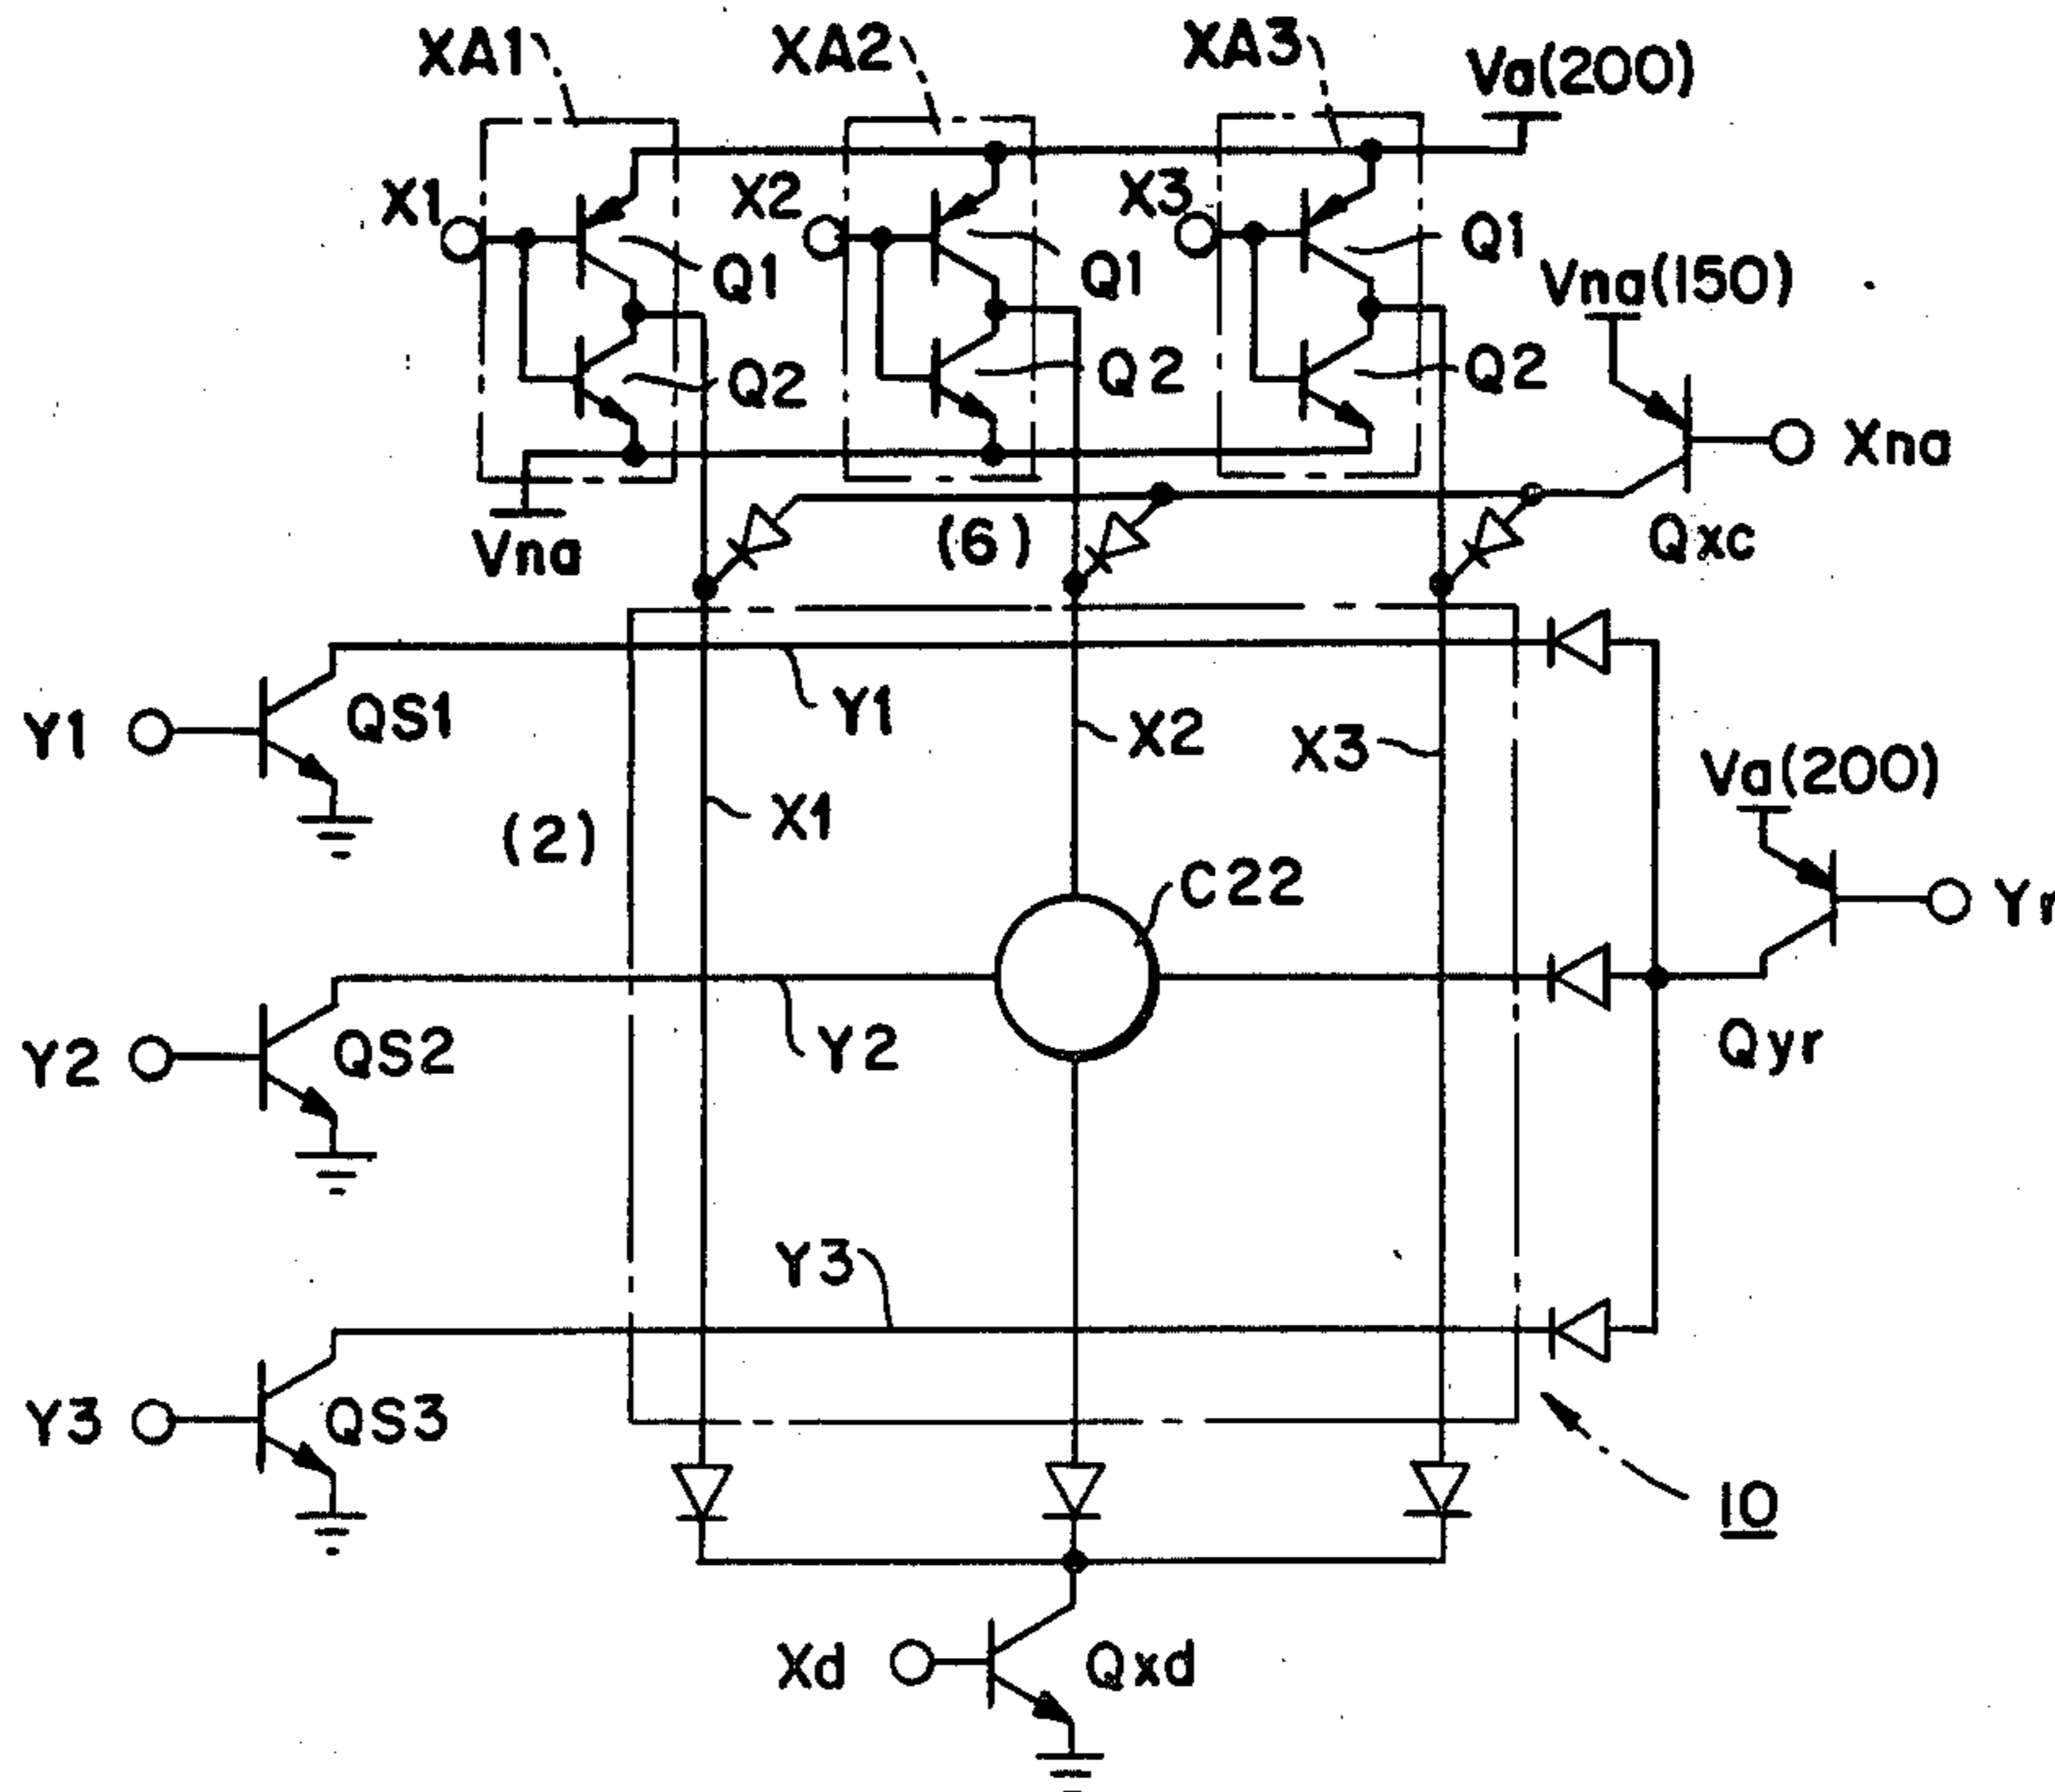 XA1
XA2
XA3
Va(200)
X1
X2
X3
Q1
Q1
Q1
Vna(150)
Q2
Q2
Q2
Xna
Vna
(6)
Qxc
Y1
QS1
Y1
X2
X3
Va(200)
(2)
X1
C22
Y2
QS2
Y2
Qyr
Y3
Y3
QS3
10
Xd
Qxd